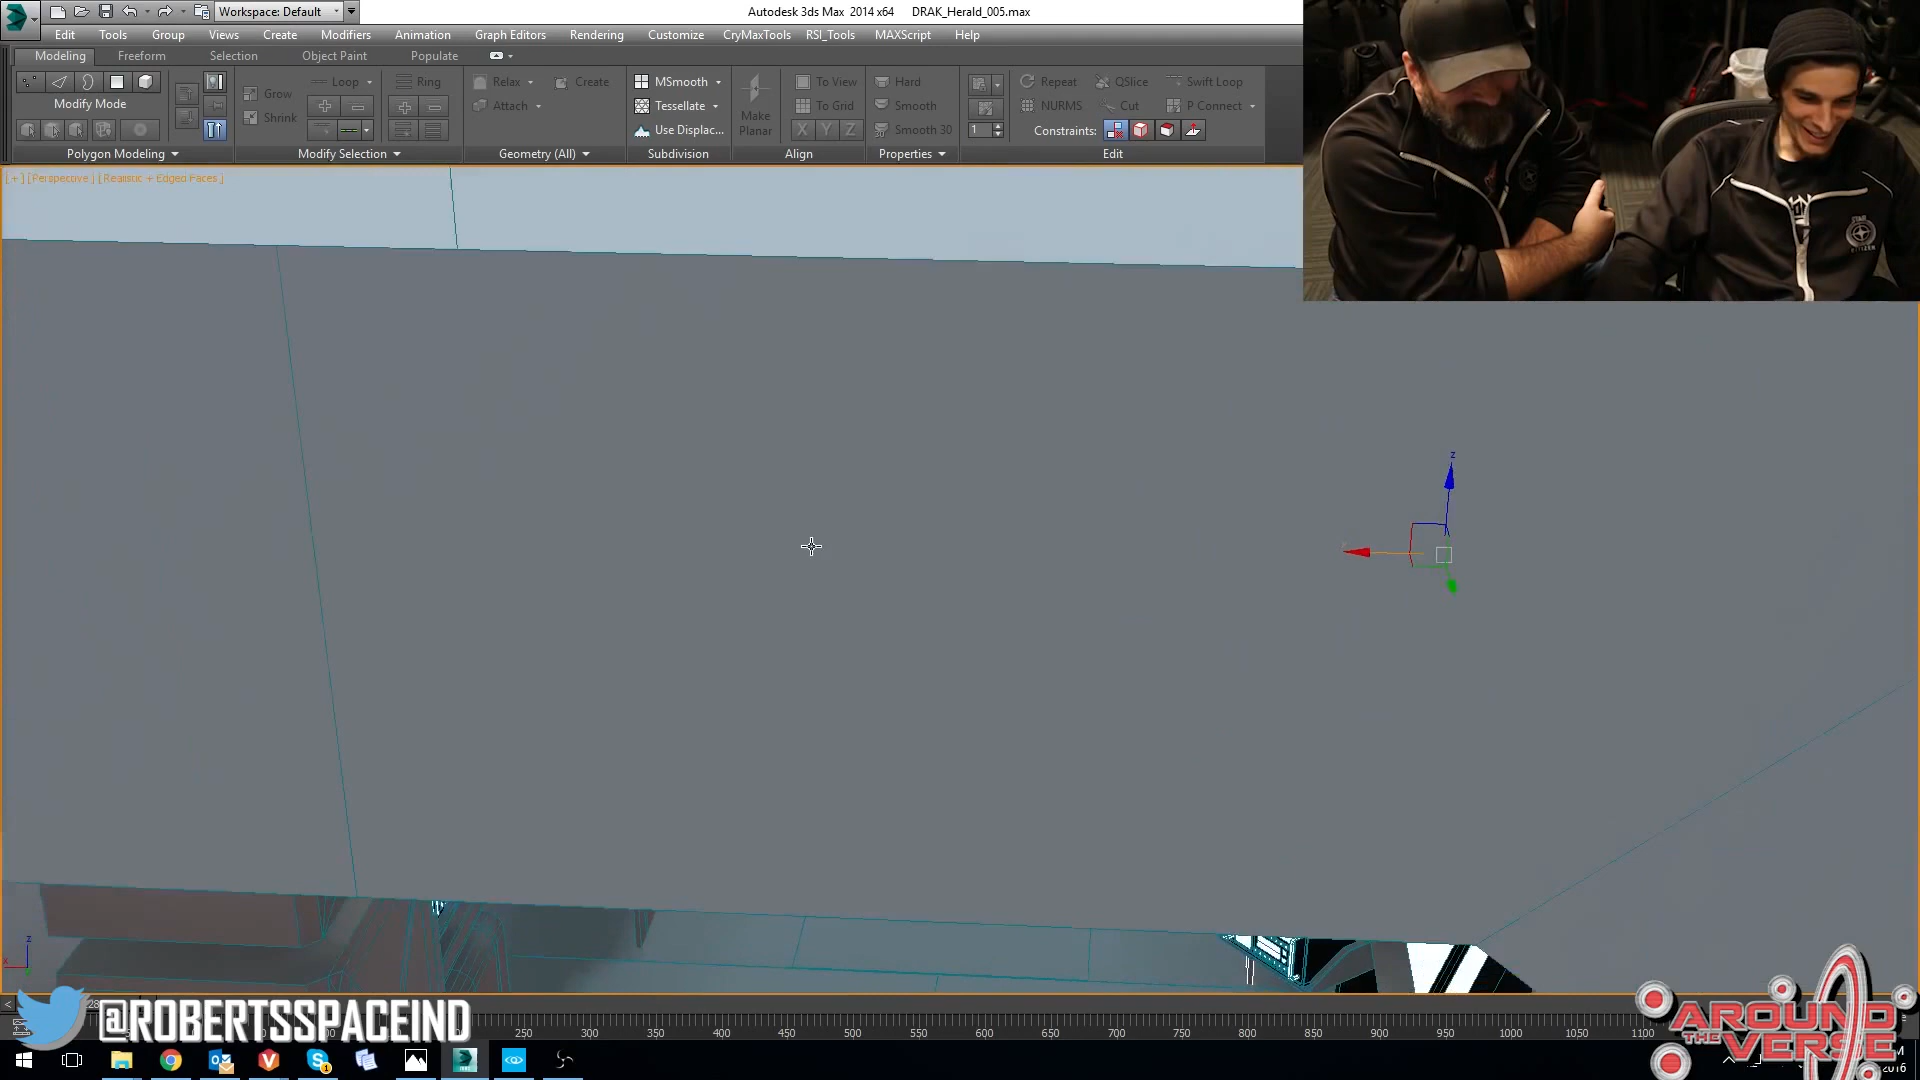 Workspace: Default
Autodesk 3ds Max 2014 x64 DRAK_Herald_005.max
Edit Tools Group Views Create Modifiers Animation Graph Editors Rendering Customize CryMaxTools RSI_Tools MAXScript Help
Modeling Freeform Selection Object Paint Populate
Loop Ring Relax Create MSmooth To View Hard Repeat QSlice Swift Loop
Modify Mode Grow Attach Tessellate Make Planar To Grid Smooth NURMS Cut P Connect
Shrink Use Displac... X Y Z Smooth 30 1 Constraints:
Polygon Modeling Modify Selection Geometry (All) Subdivision Align Properties Edit
[+] [Perspective] [Realistic + Edged Faces]
z
z
x
@ROBERTSSPACEIND
250 300 350 400 450 500 550 600 650 700 750 800 850 900 950 1000 1050 1100
AROUND
THE VERSE
2016